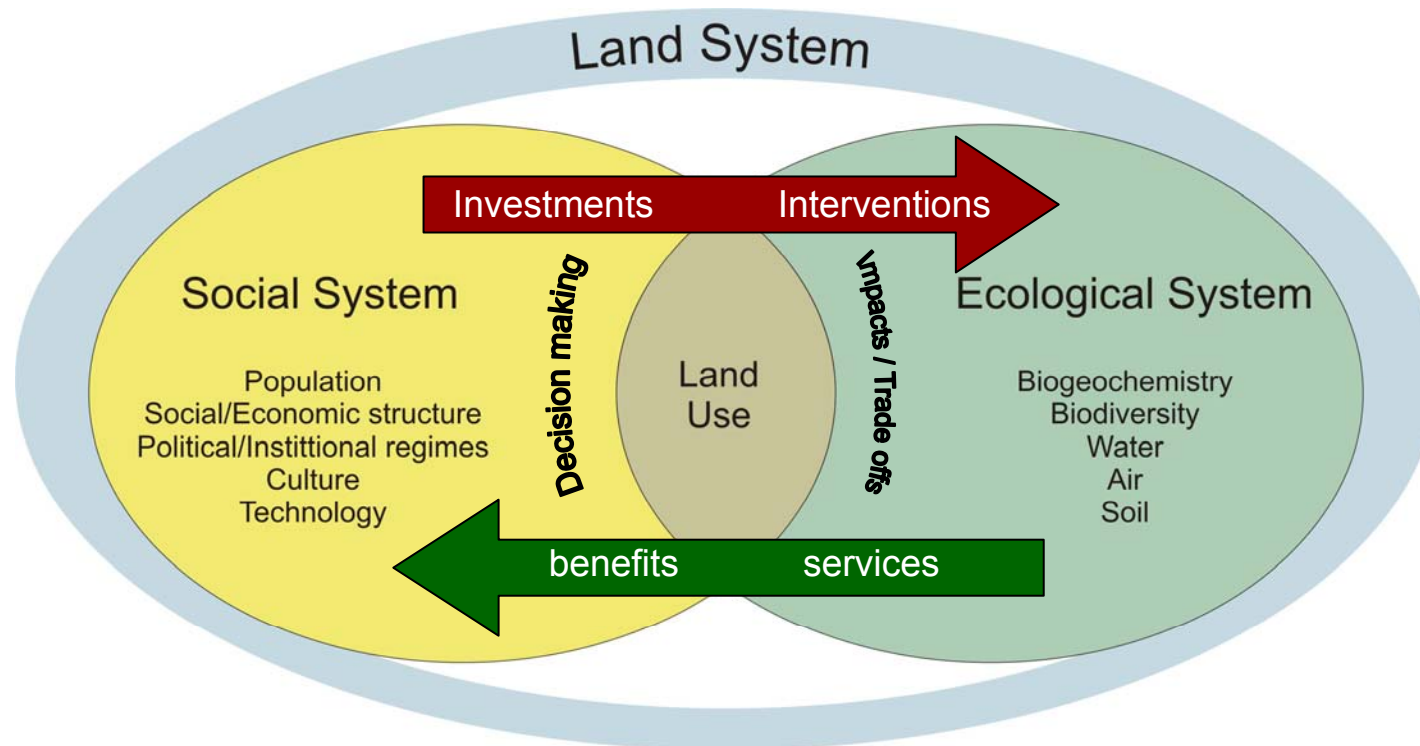 Land System
Investments Interventions
Social System
Population
Social/Economic structure
Political/Instittional regimes
Culture
Technology
Decision making
Land
Use
Impacts / Trade offs
Ecological System
Biogeochemistry
Biodiversity
Water
Air
Soil
benefits services